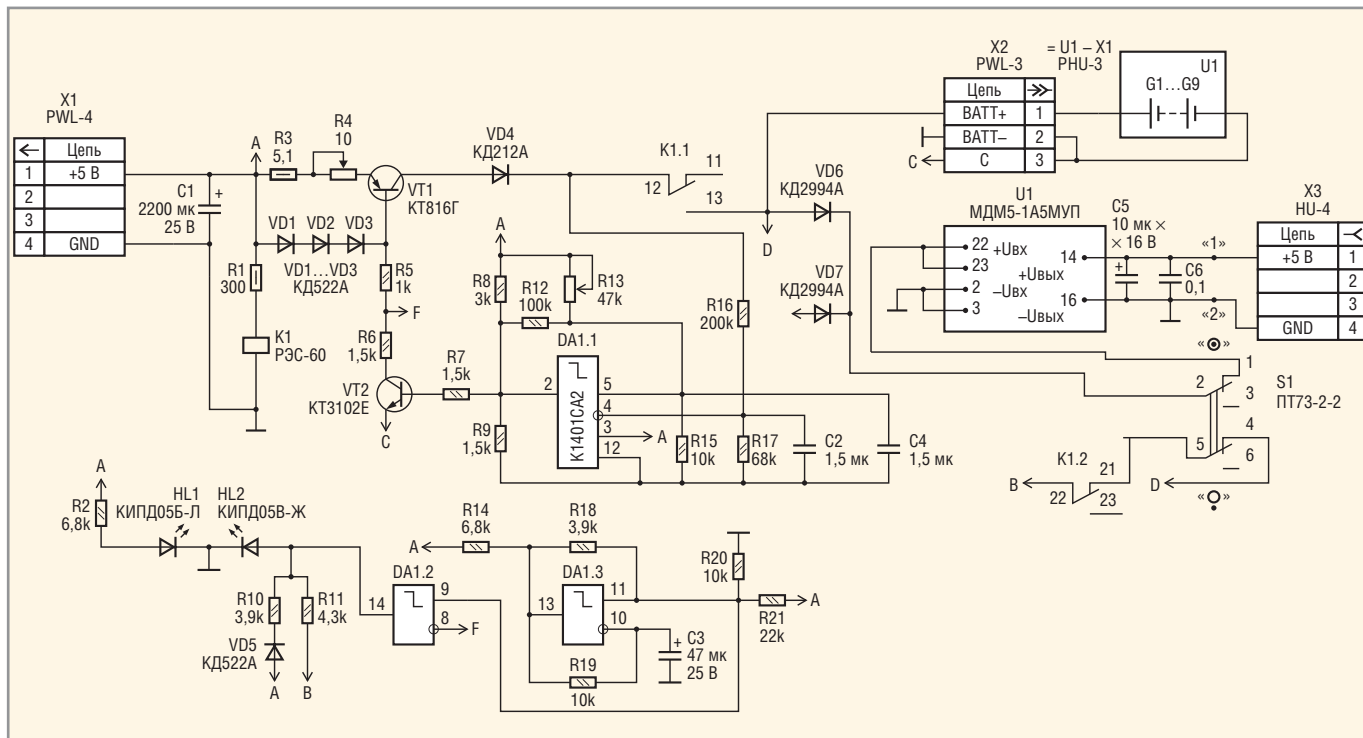 X1
PWL-4
Цепь
1 +5 В
2
3
4 GND
C1
2200 мк
25 В
+
A
R3
5,1
R4
10
VT1
КТ816Г
VD4
КД212А
K1.1
11
12
13
VD1 VD2 VD3
VD1...VD3
КД522А
R1
300
K1
РЭС-60
R5
1k
F
R6
1,5k
VT2
КТ3102Е
C
R7
1,5k
A
R8
3k
R9
1,5k
R12
100k
R13
47k
DA1.1
К1401СА2
2
5
4
3
12
A
R15
10k
R16
200k
R17
68k
C2
1,5 мк
C4
1,5 мк
D
VD6
КД2994А
VD7
КД2994А
X2
PWL-3
= U1 – X1
PHU-3
Цепь
BATT+ 1
BATT– 2
C 3
C
U1
G1...G9
U1
МДМ5-1А5МУП
22 +Uвх
23
2 –Uвх
3
14 +Uвых
16 –Uвых
C5
10 мк ×
× 16 В
+
C6
0,1
«1»
«2»
X3
HU-4
Цепь
+5 В 1
2
3
GND 4
S1
ПТ73-2-2
1
2
3
4
5
6
K1.2
21
22
23
B
D
A
R2
6,8k
HL1
КИПД05Б-Л
HL2
КИПД05В-Ж
R10
3,9k
R11
4,3k
VD5
КД522А
A
B
DA1.2
14
9
8
F
R14
6,8k
A
R18
3,9k
DA1.3
13
11
10
R19
10k
C3
47 мк
25 В
+
R20
10k
R21
22k
A